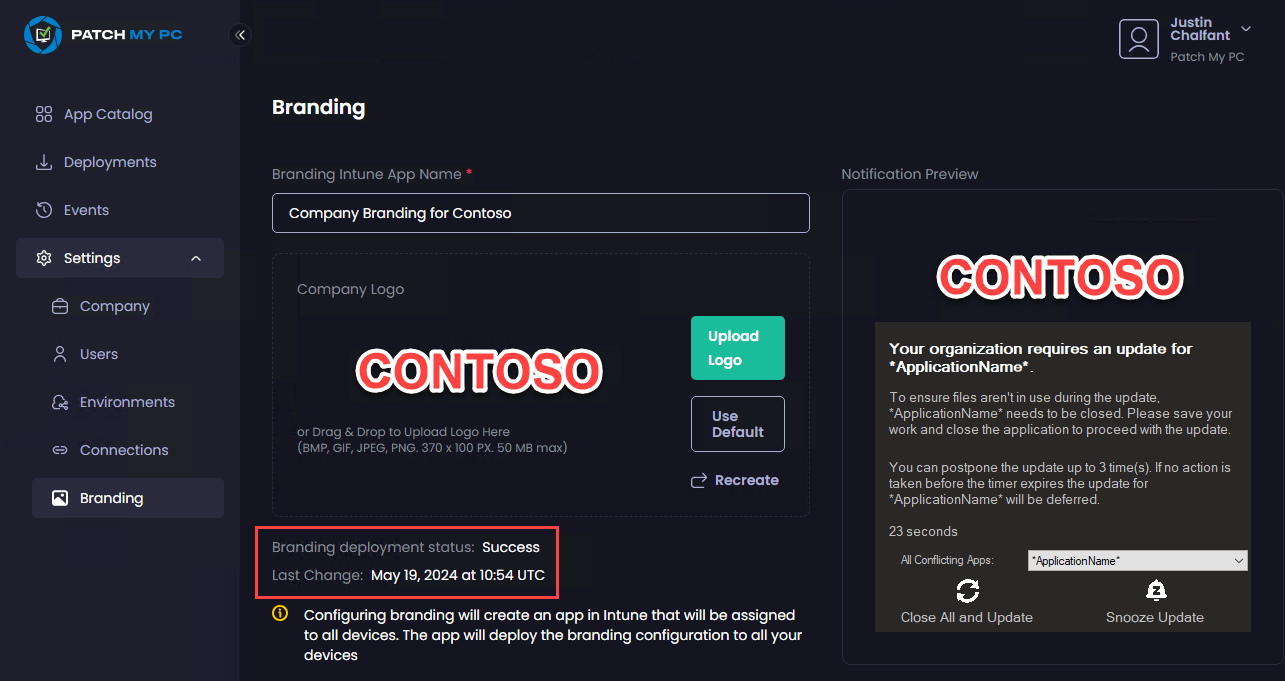 PATCH MY PC
Justin
Chalfant
Patch My PC
App Catalog
Deployments
Events
Settings
Company
Users
Environments
Connections
Branding
Branding
Branding Intune App Name *
Company Branding for Contoso
Company Logo
CONTOSO
Upload
Logo
Use
Default
or Drag & Drop to Upload Logo Here
(BMP, GIF, JPEG, PNG. 370 x 100 PX. 50 MB max)
Recreate
Branding deployment status: Success
Last Change: May 19, 2024 at 10:54 UTC
Configuring branding will create an app in Intune that will be assigned
to all devices. The app will deploy the branding configuration to all your
devices
Notification Preview
CONTOSO
Your organization requires an update for
*ApplicationName*.
To ensure files aren't in use during the update,
*ApplicationName* needs to be closed. Please save your
work and close the application to proceed with the update.
You can postpone the update up to 3 time(s). If no action is
taken before the timer expires the update for
*ApplicationName* will be deferred.
23 seconds
All Conflicting Apps: *ApplicationName*
Close All and Update
Z
Snooze Update